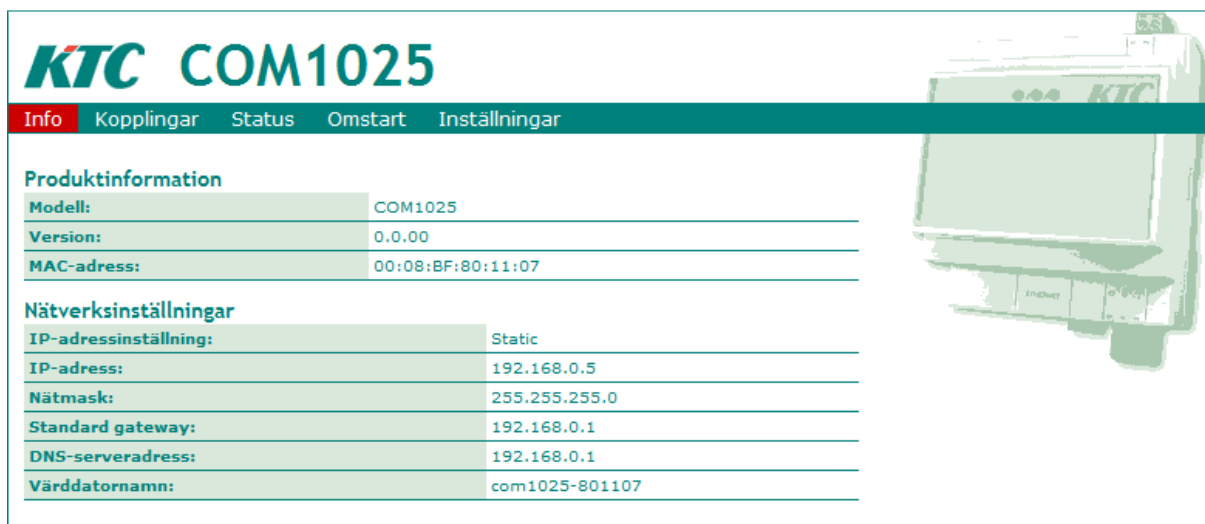 KTC COM1025
Info Kopplingar Status Omstart Inställningar
Produktinformation
Modell: COM1025
Version: 0.0.00
MAC-adress: 00:08:BF:80:11:07
Nätverksinställningar
IP-adressinställning: Static
IP-adress: 192.168.0.5
Nätmask: 255.255.255.0
Standard gateway: 192.168.0.1
DNS-serveradress: 192.168.0.1
Värddatornamn: com1025-801107
KTC
ETHERNET